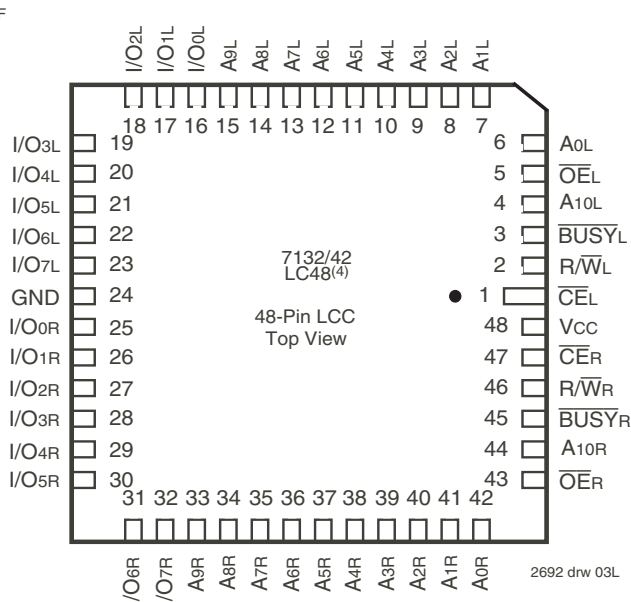 I/O2L I/O1L I/O0L A9L A8L A7L A6L A5L A4L A3L A2L A1L
18 17 16 15 14 13 12 11 10 9 8 7
I/O3L 19 6 A0L
I/O4L 20 5 OEL
I/O5L 21 4 A10L
I/O6L 22 3 BUSYL
I/O7L 23 2 R/WL
GND 24 1 CEL
I/O0R 25 48 VCC
I/O1R 26 47 CER
I/O2R 27 46 R/WR
I/O3R 28 45 BUSYR
I/O4R 29 44 A10R
I/O5R 30 43 OER
7132/42
LC48(4)
48-Pin LCC
Top View
31 32 33 34 35 36 37 38 39 40 41 42
/O6R I/O7R A9R A8R A7R A6R A5R A4R A3R A2R A1R A0R
2692 drw 03L